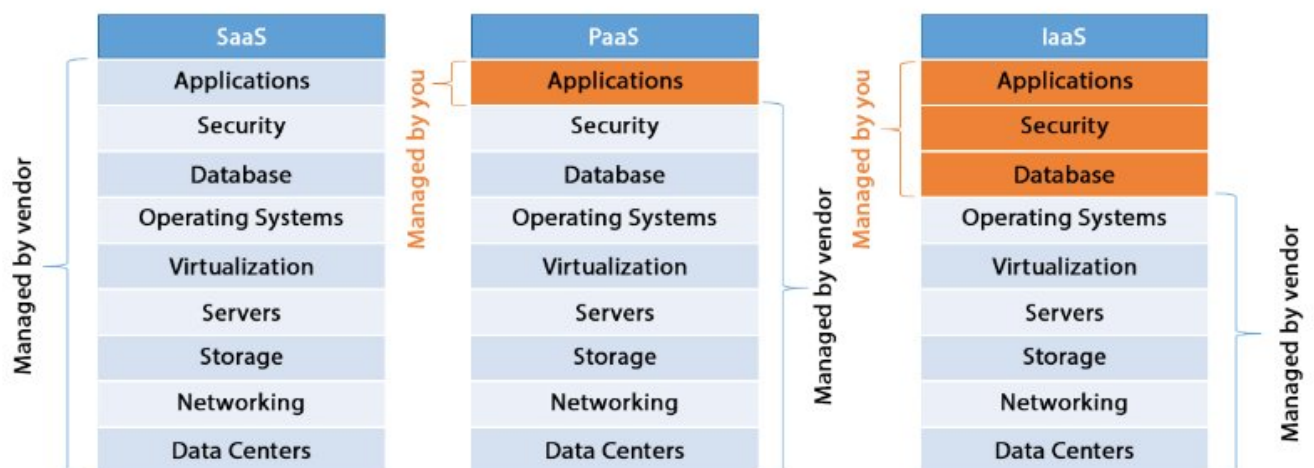 SaaS
Applications
Security
Database
Operating Systems
Virtualization
Servers
Storage
Networking
Data Centers
Managed by vendor
PaaS
Applications
Security
Database
Operating Systems
Virtualization
Servers
Storage
Networking
Data Centers
Managed by you
Managed by vendor
IaaS
Applications
Security
Database
Operating Systems
Virtualization
Servers
Storage
Networking
Data Centers
Managed by you
Managed by vendor